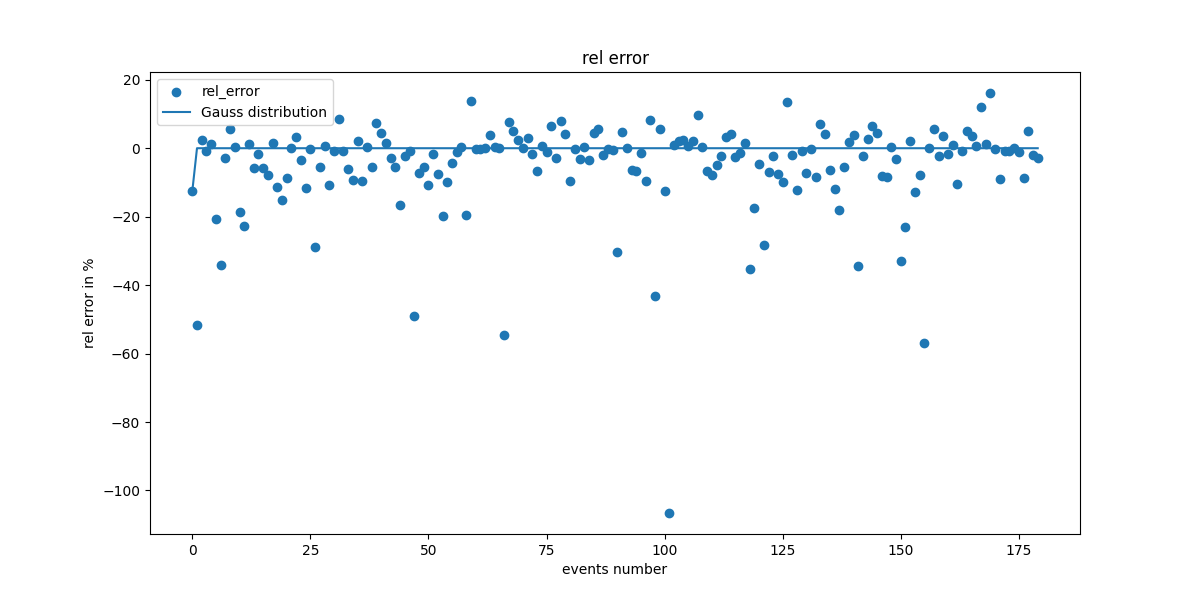 rel error
rel_error
Gauss distribution
20
0
−20
−40
−60
−80
−100
rel error in %
0 25 50 75 100 125 150 175
events number